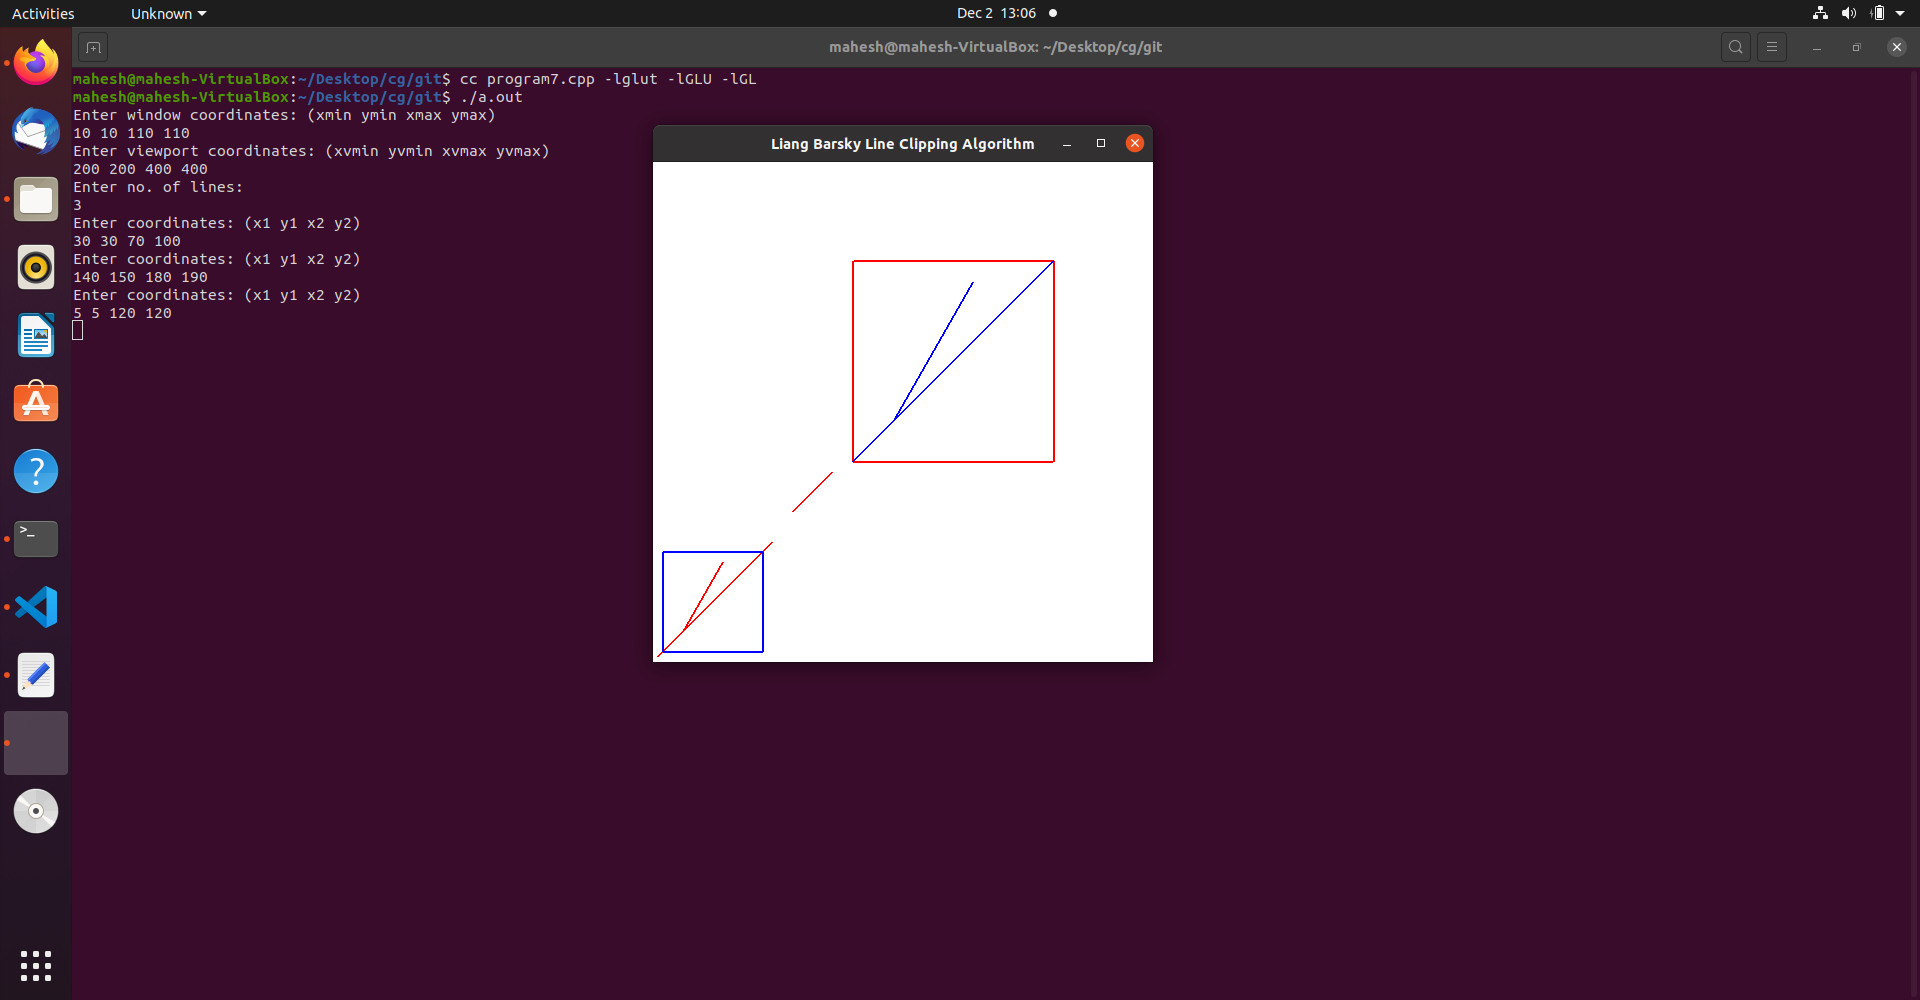 Activities
Unknown
Dec 2 13:06
mahesh@mahesh-VirtualBox: ~/Desktop/cg/git
mahesh@mahesh-VirtualBox:~/Desktop/cg/git$ cc program7.cpp -lglut -lGLU -lGL
mahesh@mahesh-VirtualBox:~/Desktop/cg/git$ ./a.out
Enter window coordinates: (xmin ymin xmax ymax)
10 10 110 110
Enter viewport coordinates: (xvmin yvmin xvmax yvmax)
200 200 400 400
Enter no. of lines:
3
Enter coordinates: (x1 y1 x2 y2)
30 30 70 100
Enter coordinates: (x1 y1 x2 y2)
140 150 180 190
Enter coordinates: (x1 y1 x2 y2)
5 5 120 120
Liang Barsky Line Clipping Algorithm